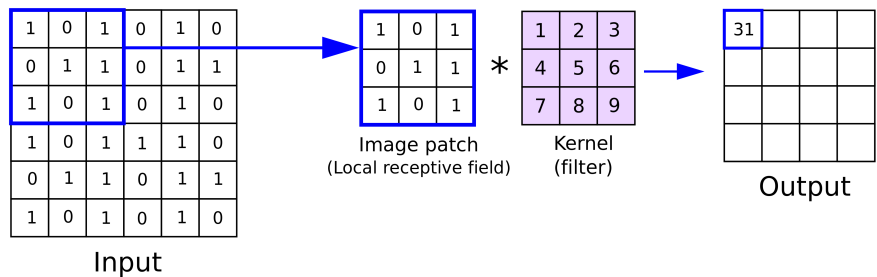 1 0 1 0 1 0
0 1 1 0 1 1
1 0 1 0 1 0
1 0 1 1 1 0
0 1 1 0 1 1
1 0 1 0 1 0
Input
1 0 1
0 1 1
1 0 1
Image patch
(Local receptive field)
*
1 2 3
4 5 6
7 8 9
Kernel
(filter)
31
Output